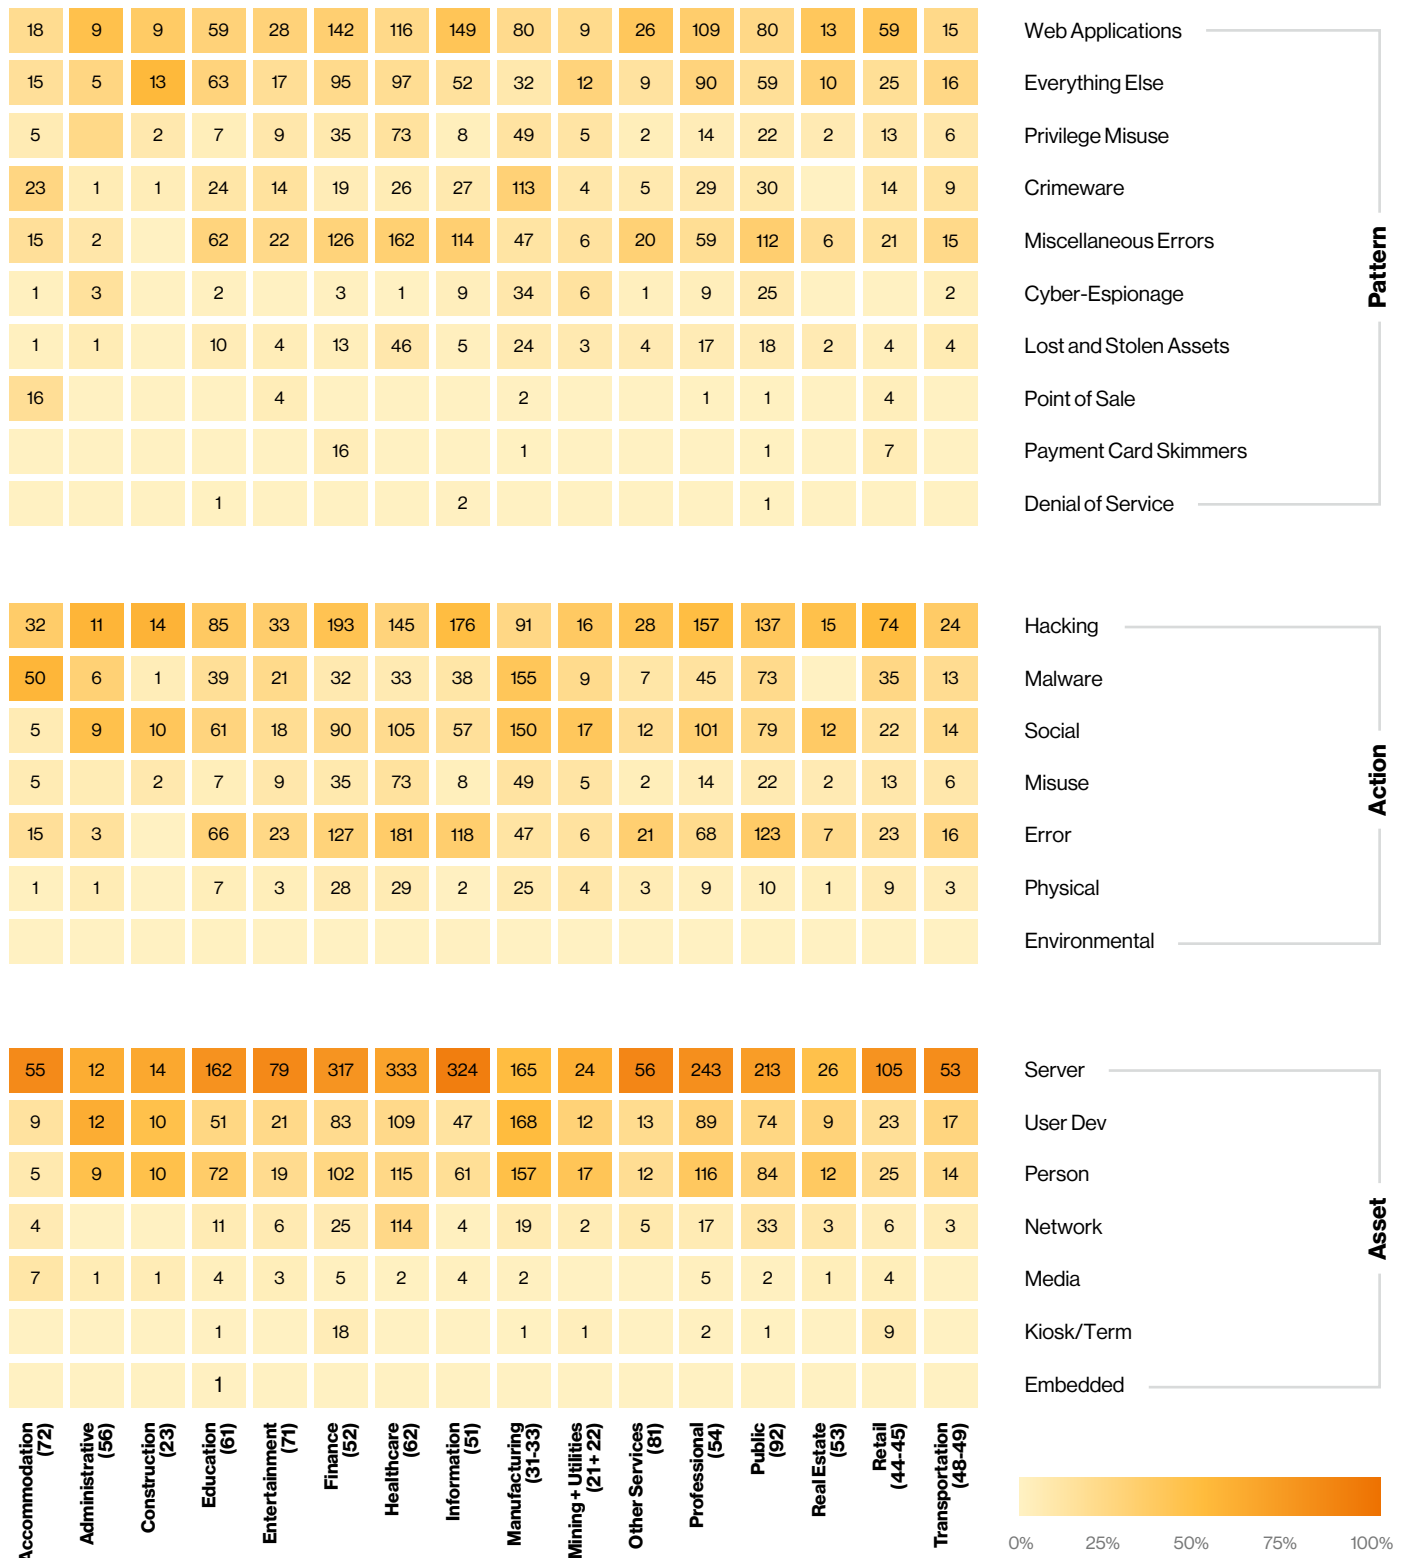 18 9 9 59 28 142 116 149 80 9 26 109 80 13 59 15 Web Applications
15 5 13 63 17 95 97 52 32 12 9 90 59 10 25 16 Everything Else
5 2 7 9 35 73 8 49 5 2 14 22 2 13 6 Privilege Misuse
23 1 1 24 14 19 26 27 113 4 5 29 30 14 9 Crimeware
15 2 62 22 126 162 114 47 6 20 59 112 6 21 15 Miscellaneous Errors
1 3 2 3 1 9 34 6 1 9 25 2 Cyber-Espionage
1 1 10 4 13 46 5 24 3 4 17 18 2 4 4 Lost and Stolen Assets
16 4 2 1 1 4 Point of Sale
16 1 1 7 Payment Card Skimmers
1 2 1 Denial of Service
Pattern
32 11 14 85 33 193 145 176 91 16 28 157 137 15 74 24 Hacking
50 6 1 39 21 32 33 38 155 9 7 45 73 35 13 Malware
5 9 10 61 18 90 105 57 150 17 12 101 79 12 22 14 Social
5 2 7 9 35 73 8 49 5 2 14 22 2 13 6 Misuse
15 3 66 23 127 181 118 47 6 21 68 123 7 23 16 Error
1 1 7 3 28 29 2 25 4 3 9 10 1 9 3 Physical
Environmental
Action
55 12 14 162 79 317 333 324 165 24 56 243 213 26 105 53 Server
9 12 10 51 21 83 109 47 168 12 13 89 74 9 23 17 User Dev
5 9 10 72 19 102 115 61 157 17 12 116 84 12 25 14 Person
4 11 6 25 114 4 19 2 5 17 33 3 6 3 Network
7 1 1 4 3 5 2 4 2 5 2 1 4 Media
1 18 1 1 2 1 9 Kiosk/Term
1 Embedded
Asset
Accommodation
(72)
Administrative
(56)
Construction
(23)
Education
(61)
Entertainment
(71)
Finance
(52)
Healthcare
(62)
Information
(51)
Manufacturing
(31-33)
Mining + Utilities
(21+ 22)
Other Services
(81)
Professional
(54)
Public
(92)
Real Estate
(53)
Retail
(44-45)
Transportation
(48-49)
0% 25% 50% 75% 100%